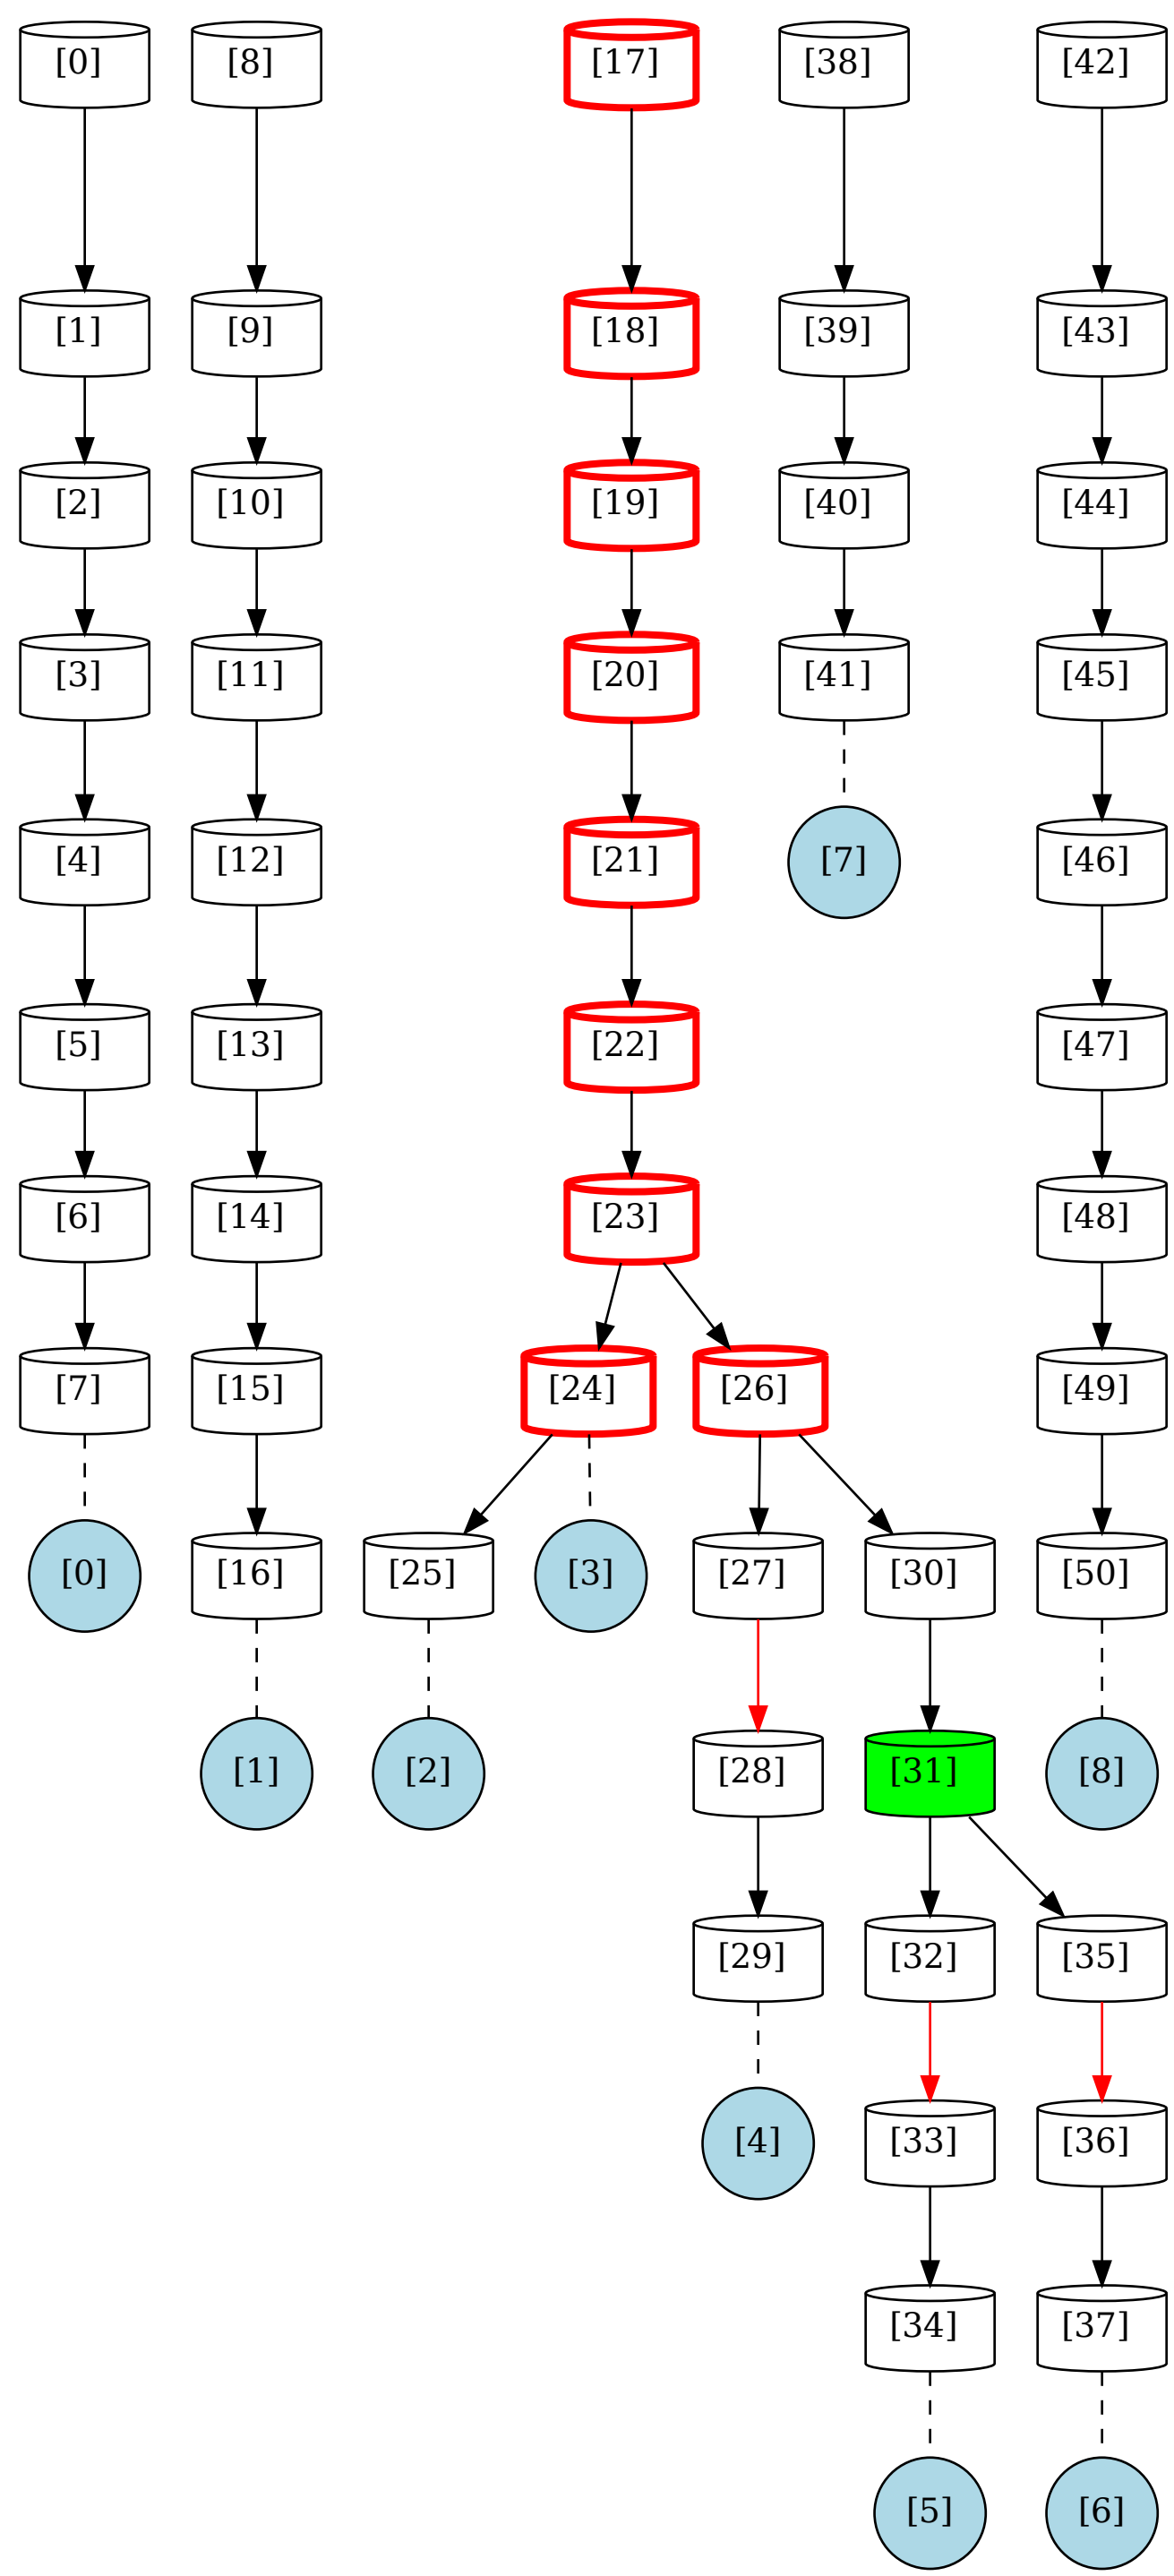 [0] [8] [17] [38] [42]
[1] [9] [18] [39] [43]
[2] [10] [19] [40] [44]
[3] [11] [20] [41] [45]
[4] [12] [21] [7] [46]
[5] [13] [22] [47]
[6] [14] [23] [48]
[7] [15] [24] [26] [49]
[0] [16] [25] [3] [27] [30] [50]
[1] [2] [28] [31] [8]
[29] [32] [35]
[4] [33] [36]
[34] [37]
[5] [6]